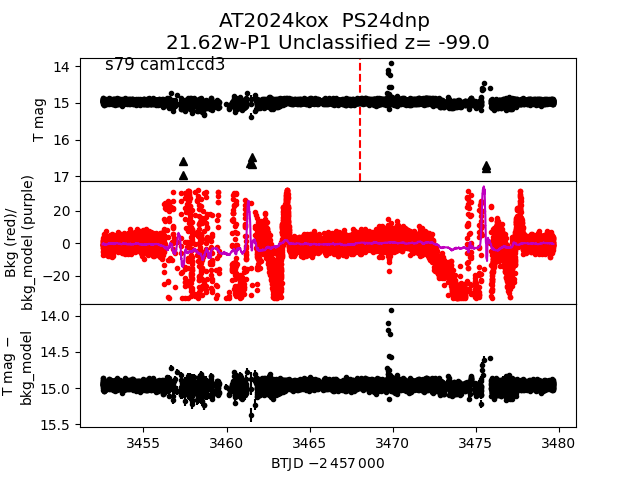 AT2024kox  PS24dnp
21.62w-P1 Unclassified z= -99.0
s79 cam1ccd3
14
15
16
17
T mag
20
0
−20
Bkg (red)/
bkg_model (purple)
14.0
14.5
15.0
15.5
T mag −
bkg_model
3455
3460
3465
3470
3475
3480
BTJD −2 457 000